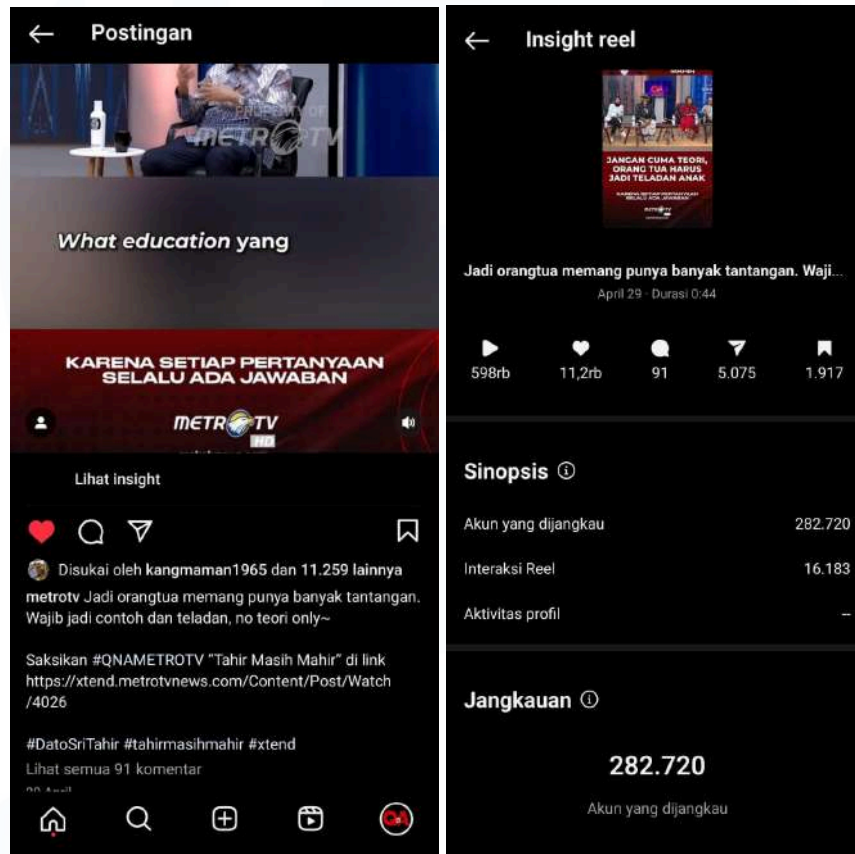 Postingan
PROPERTY OF
METRO TV
What education yang
KARENA SETIAP PERTANYAAN
SELALU ADA JAWABAN
METRO TV
HD
Lihat insight
Disukai oleh kangmaman1965 dan 11.259 lainnya
metrotv Jadi orangtua memang punya banyak tantangan.
Wajib jadi contoh dan teladan, no teori only~
Saksikan #QNAMETROTV "Tahir Masih Mahir" di link
https://xtend.metrotvnews.com/Content/Post/Watch
/4026
#DatoSriTahir #tahirmasihmahir #xtend
Lihat semua 91 komentar
Insight reel
JANGAN CUMA TEORI,
ORANG TUA HARUS
JADI TELADAN ANAK
KARENA SETIAP PERTANYAAN
SELALU ADA JAWABAN
METRO TV
Jadi orangtua memang punya banyak tantangan. Waji...
April 29 · Durasi 0:44
598rb 11,2rb 91 5.075 1.917
Sinopsis
Akun yang dijangkau 282.720
Interaksi Reel 16.183
Aktivitas profil --
Jangkauan
282.720
Akun yang dijangkau